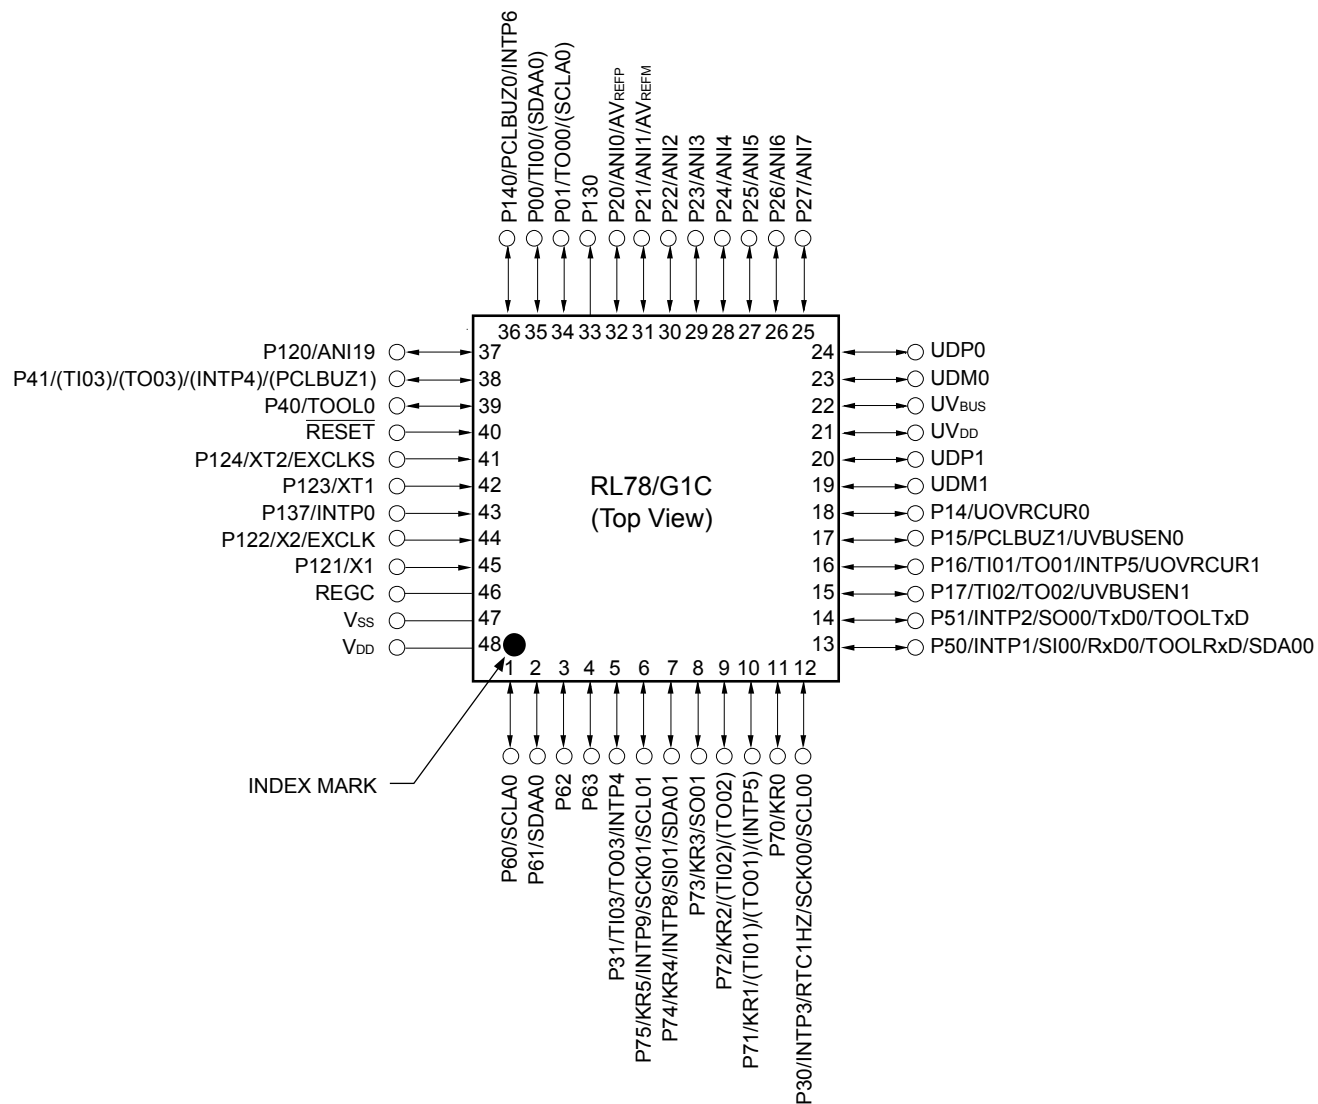 P140/PCLBUZ0/INTP6
P00/TI00/(SDAA0)
P01/TO00/(SCLA0)
P130
P20/ANI0/AVREFP
P21/ANI1/AVREFM
P22/ANI2
P23/ANI3
P24/ANI4
P25/ANI5
P26/ANI6
P27/ANI7
36 35 34 33 32 31 30 29 28 27 26 25
P120/ANI19 37
P41/(TI03)/(TO03)/(INTP4)/(PCLBUZ1) 38
P40/TOOL0 39
RESET 40
P124/XT2/EXCLKS 41
P123/XT1 42
P137/INTP0 43
P122/X2/EXCLK 44
P121/X1 45
REGC 46
VSS 47
VDD 48
RL78/G1C
(Top View)
24 UDP0
23 UDM0
22 UVBUS
21 UVDD
20 UDP1
19 UDM1
18 P14/UOVRCUR0
17 P15/PCLBUZ1/UVBUSEN0
16 P16/TI01/TO01/INTP5/UOVRCUR1
15 P17/TI02/TO02/UVBUSEN1
14 P51/INTP2/SO00/TxD0/TOOLTxD
13 P50/INTP1/SI00/RxD0/TOOLRxD/SDA00
1 2 3 4 5 6 7 8 9 10 11 12
INDEX MARK
P60/SCLA0
P61/SDAA0
P62
P63
P31/TI03/TO03/INTP4
P75/KR5/INTP9/SCK01/SCL01
P74/KR4/INTP8/SI01/SDA01
P73/KR3/SO01
P72/KR2/(TI02)/(TO02)
P71/KR1/(TI01)/(TO01)/(INTP5)
P70/KR0
P30/INTP3/RTC1HZ/SCK00/SCL00